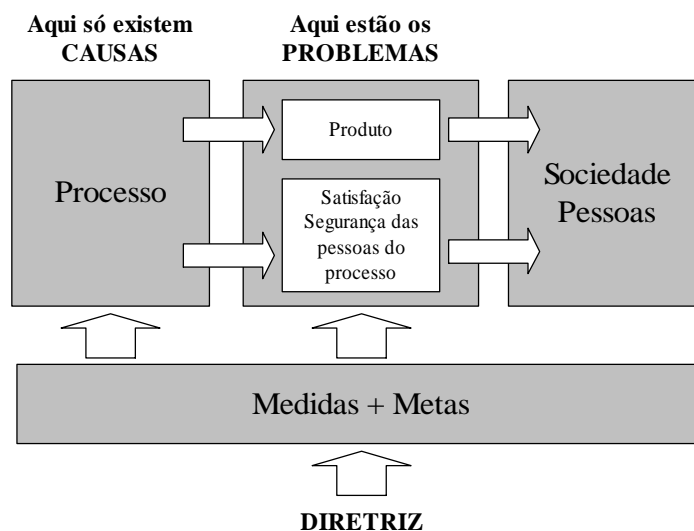 Aqui só existem
CAUSAS
Aqui estão os
PROBLEMAS
Processo
Produto
Satisfação
Segurança das
pessoas do
processo
Sociedade
Pessoas
Medidas + Metas
DIRETRIZ